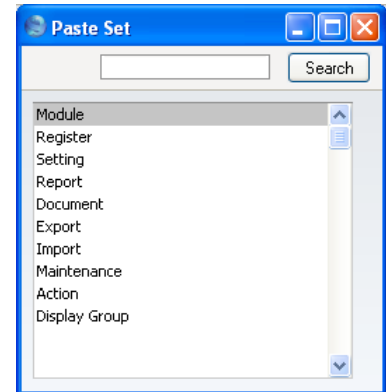 Paste Set
Search
Module
Register
Setting
Report
Document
Export
Import
Maintenance
Action
Display Group